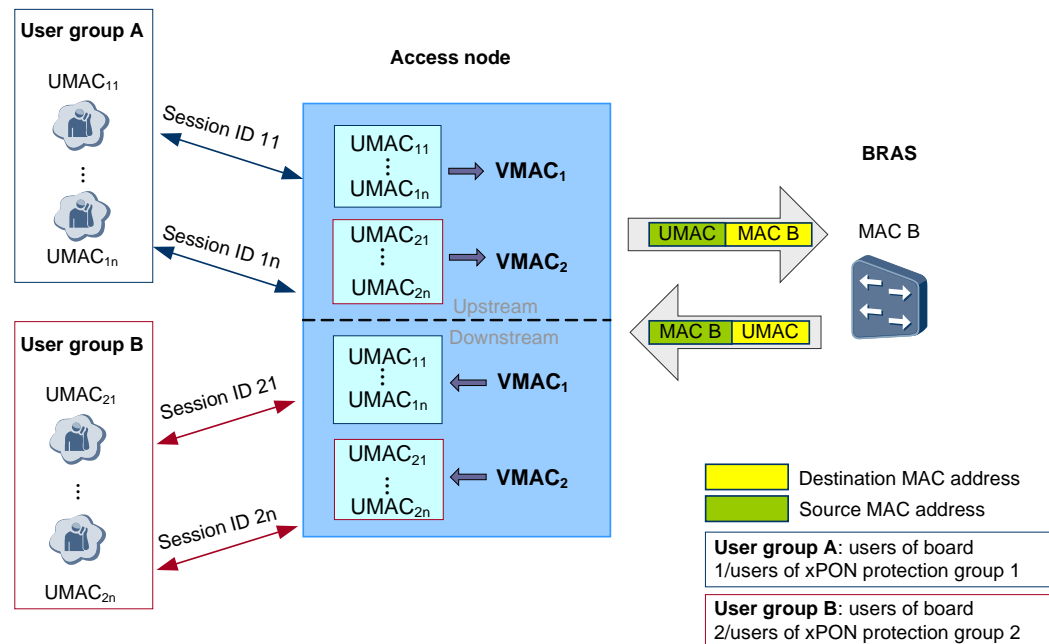 User group A
UMAC11
UMAC1n
Session ID 11
Session ID 1n
User group B
UMAC21
UMAC2n
Session ID 21
Session ID 2n
Access node
UMAC11
UMAC1n
VMAC1
UMAC21
UMAC2n
VMAC2
Upstream
Downstream
UMAC11
UMAC1n
VMAC1
UMAC21
UMAC2n
VMAC2
UMAC MAC B
MAC B UMAC
BRAS
MAC B
Destination MAC address
Source MAC address
User group A: users of board
1/users of xPON protection group 1
User group B: users of board
2/users of xPON protection group 2